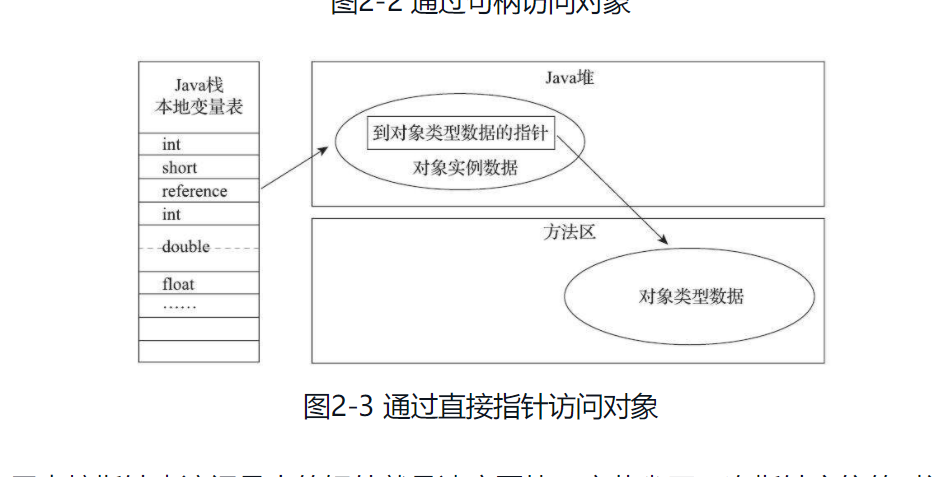 图2-2 通过句柄访问对象
Java栈
本地变量表
int
short
reference
int
double
float
……
Java堆
到对象类型数据的指针
对象实例数据
方法区
对象类型数据
图2-3 通过直接指针访问对象